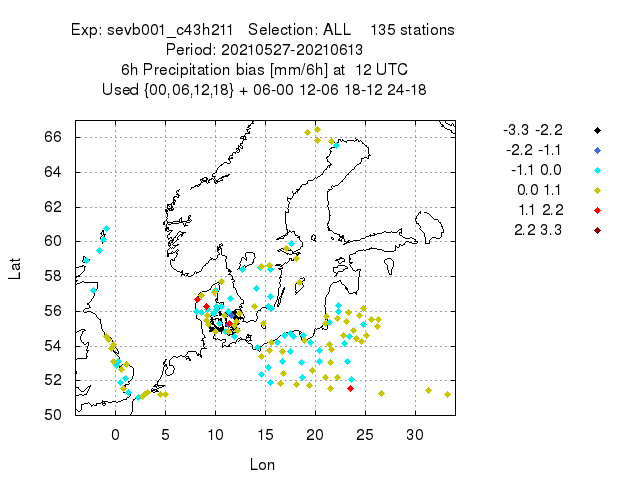 Exp: sevb001_c43h211   Selection: ALL    135 stations
Period: 20210527-20210613
6h Precipitation bias [mm/6h] at  12 UTC
Used {00,06,12,18} + 06-00 12-06 18-12 24-18
66
64
62
60
58
56
54
52
50
Lat
0 5 10 15 20 25 30
Lon
-3.3 -2.2
-2.2 -1.1
-1.1 0.0
0.0 1.1
1.1 2.2
2.2 3.3